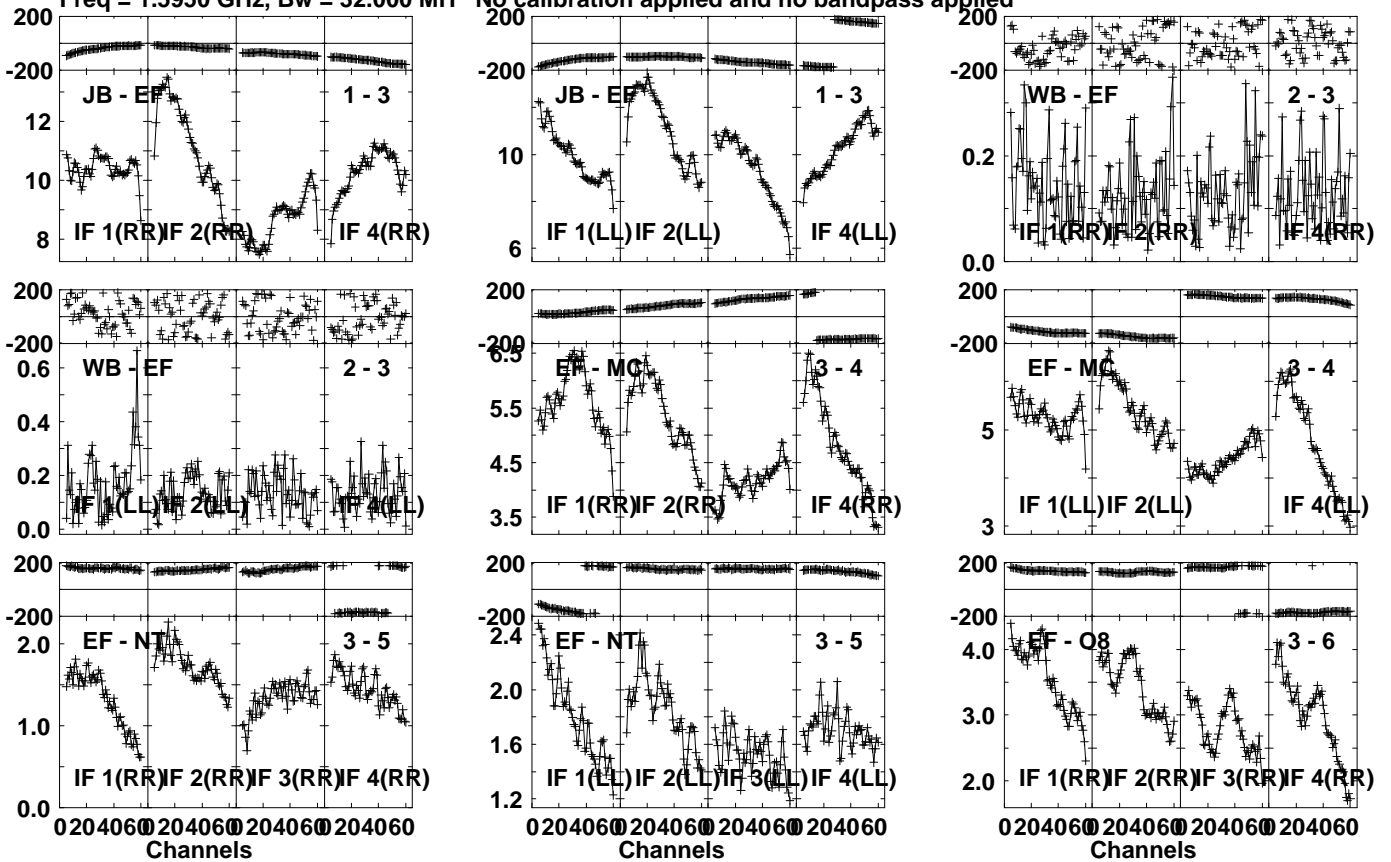 Freq = 1.5950 GHz, Bw = 32.000 MH No calibration applied and no bandpass applied
200
-200
JB - EF
1 - 3
12
10
8
IF 1(RR)
IF 2(RR)
IF 4(RR)
200
-200
JB - EF
1 - 3
10
6
IF 1(LL)
IF 2(LL)
IF 4(LL)
200
-200
WB - EF
2 - 3
0.2
0.0
IF 1(RR)
IF 2(RR)
IF 4(RR)
200
-200
WB - EF
2 - 3
0.6
0.4
0.2
0.0
IF 1(LL)
IF 2(LL)
IF 4(LL)
200
-200
6.5
EF - MC
3 - 4
5.5
4.5
3.5
IF 1(RR)
IF 2(RR)
IF 4(RR)
200
-200
EF - MC
3 - 4
5
3
IF 1(LL)
IF 2(LL)
IF 4(LL)
200
-200
EF - NT
3 - 5
2.0
1.0
0.0
IF 1(RR)
IF 2(RR)
IF 3(RR)
IF 4(RR)
0 20 40 60 0 20 40 60 0 20 40 60 0 20 40 60
Channels
200
-200
EF - NT
3 - 5
2.4
2.0
1.6
1.2
IF 1(LL)
IF 2(LL)
IF 3(LL)
IF 4(LL)
0 20 40 60 0 20 40 60 0 20 40 60 0 20 40 60
Channels
200
-200
EF - O8
3 - 6
4.0
3.0
2.0
IF 1(RR)
IF 2(RR)
IF 3(RR)
IF 4(RR)
0 20 40 60 0 20 40 60 0 20 40 60 0 20 40 60
Channels